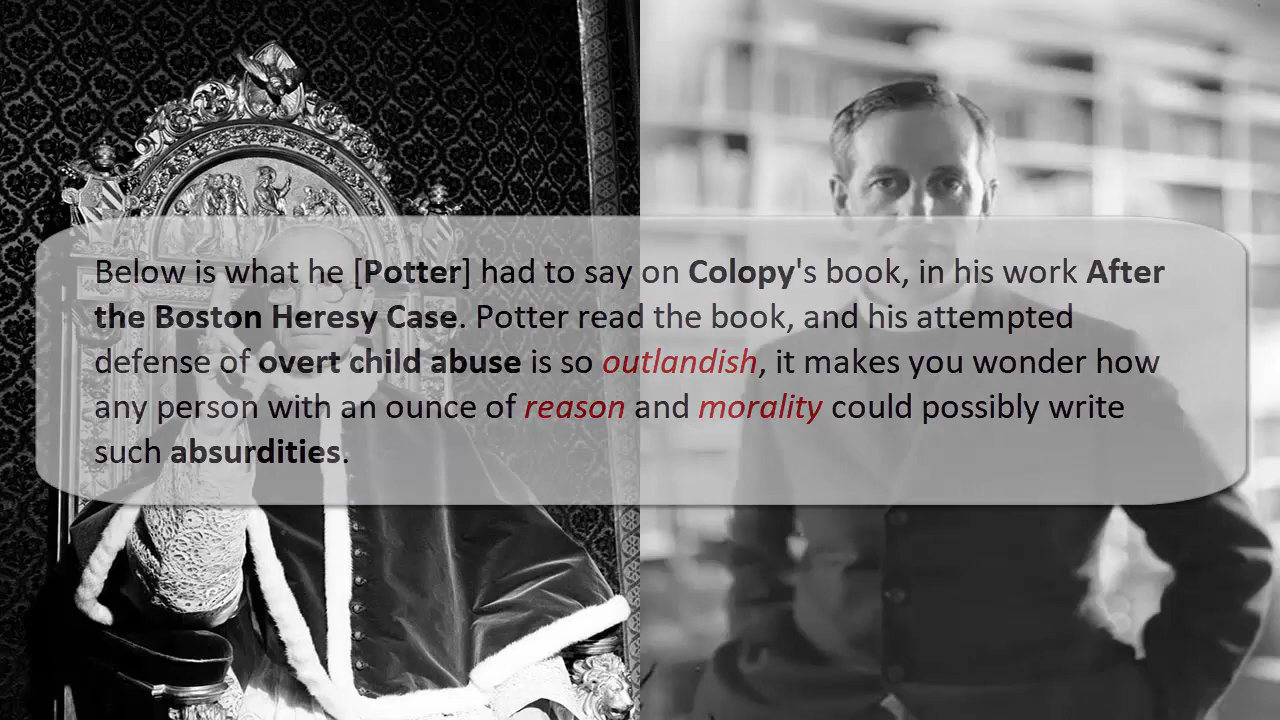 Below is what he [Potter] had to say on Colopy's book, in his work After
the Boston Heresy Case. Potter read the book, and his attempted
defense of overt child abuse is so outlandish, it makes you wonder how
any person with an ounce of reason and morality could possibly write
such absurdities.